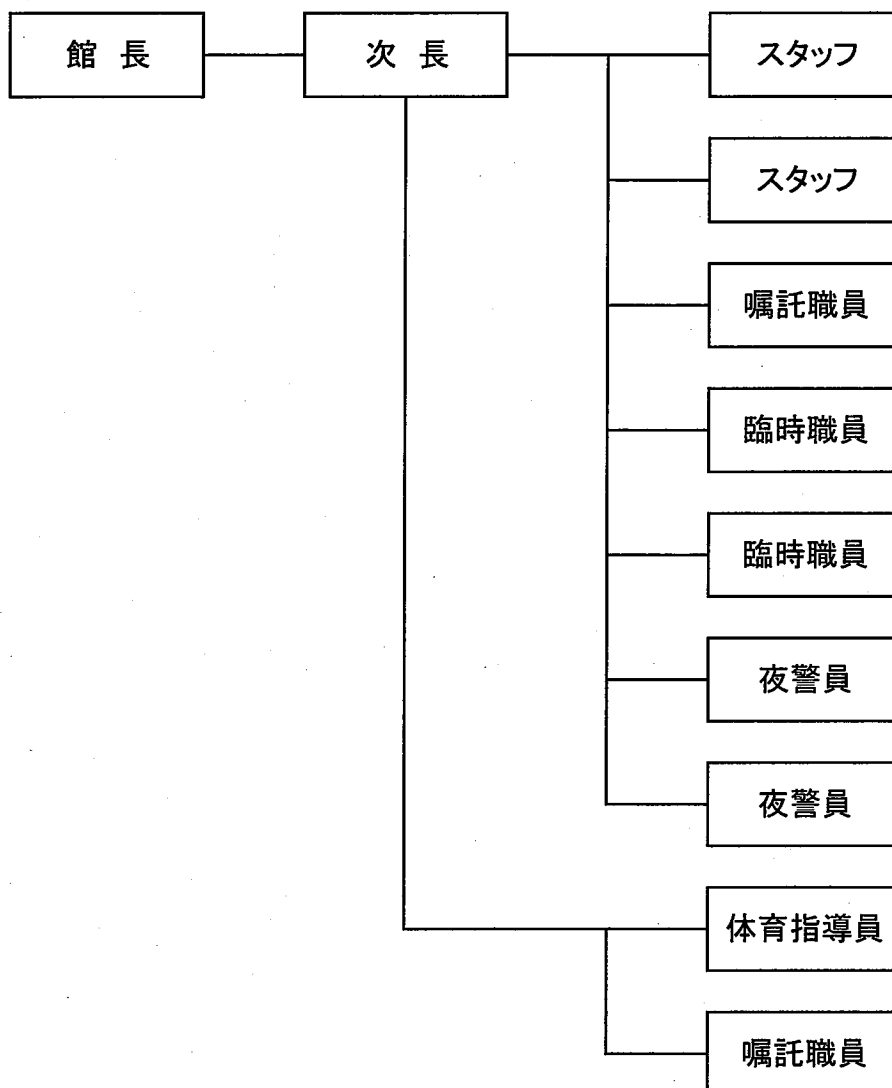 館長
次長
スタッフ
スタッフ
嘱託職員
臨時職員
臨時職員
夜警員
夜警員
体育指導員
嘱託職員